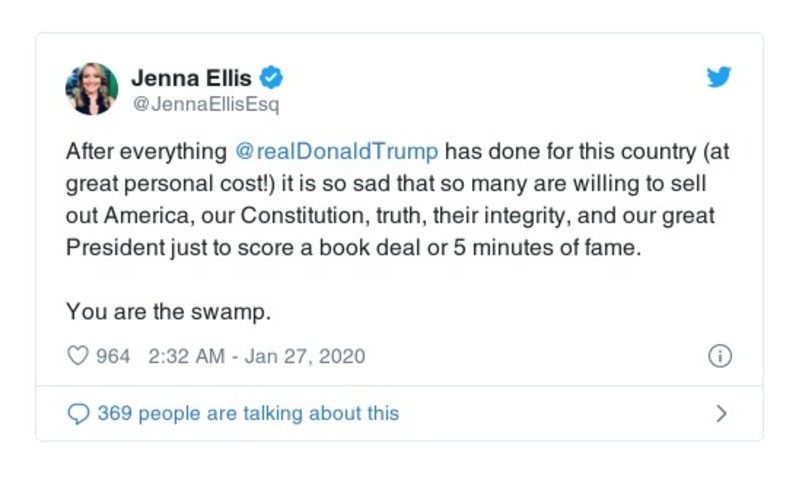 Jenna Ellis
@JennaEllisEsq
After everything @realDonaldTrump has done for this country (at
great personal cost!) it is so sad that so many are willing to sell
out America, our Constitution, truth, their integrity, and our great
President just to score a book deal or 5 minutes of fame.
You are the swamp.
964 2:32 AM - Jan 27, 2020
369 people are talking about this